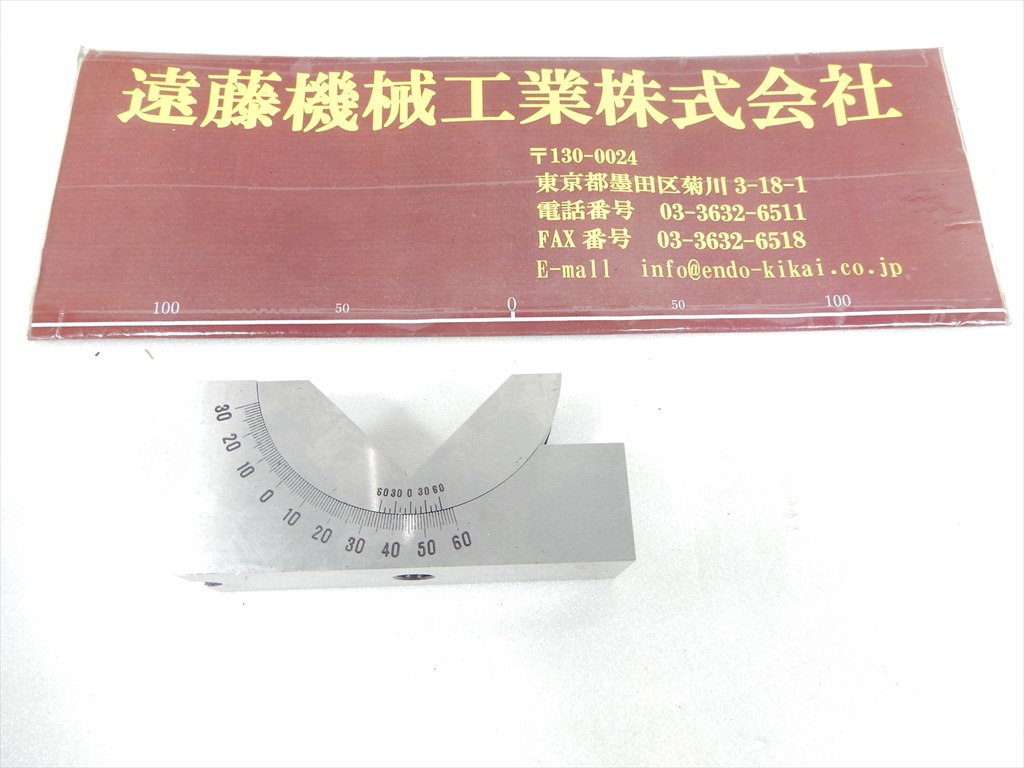 遠藤機械工業株式会社
〒130-0024
東京都墨田区菊川 3-18-1
電話番号 03-3632-6511
FAX 番号 03-3632-6518
E-mall info@endo-kikai.co.jp
100 50 0 50 100
60 30 0 30 60
30 20 10 0 10 20 30 40 50 60